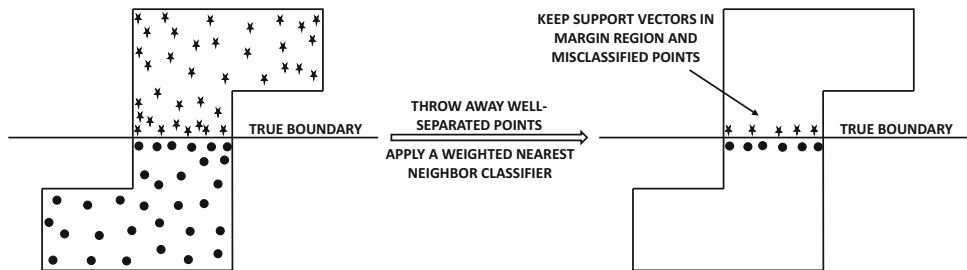 TRUE BOUNDARY
THROW AWAY WELL-
SEPARATED POINTS
APPLY A WEIGHTED NEAREST
NEIGHBOR CLASSIFIER
KEEP SUPPORT VECTORS IN
MARGIN REGION AND
MISCLASSIFIED POINTS
TRUE BOUNDARY